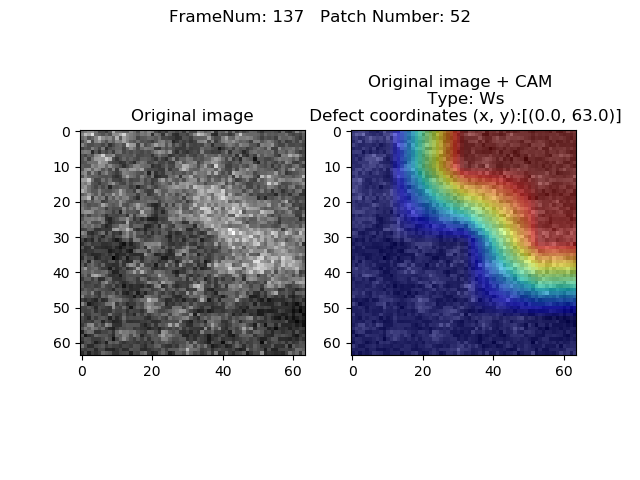 FrameNum: 137   Patch Number: 52
Original image
Original image + CAM
Type: Ws
Defect coordinates (x, y):[(0.0, 63.0)]
0
10
20
30
40
50
60
0 20 40 60
0
10
20
30
40
50
60
0 20 40 60